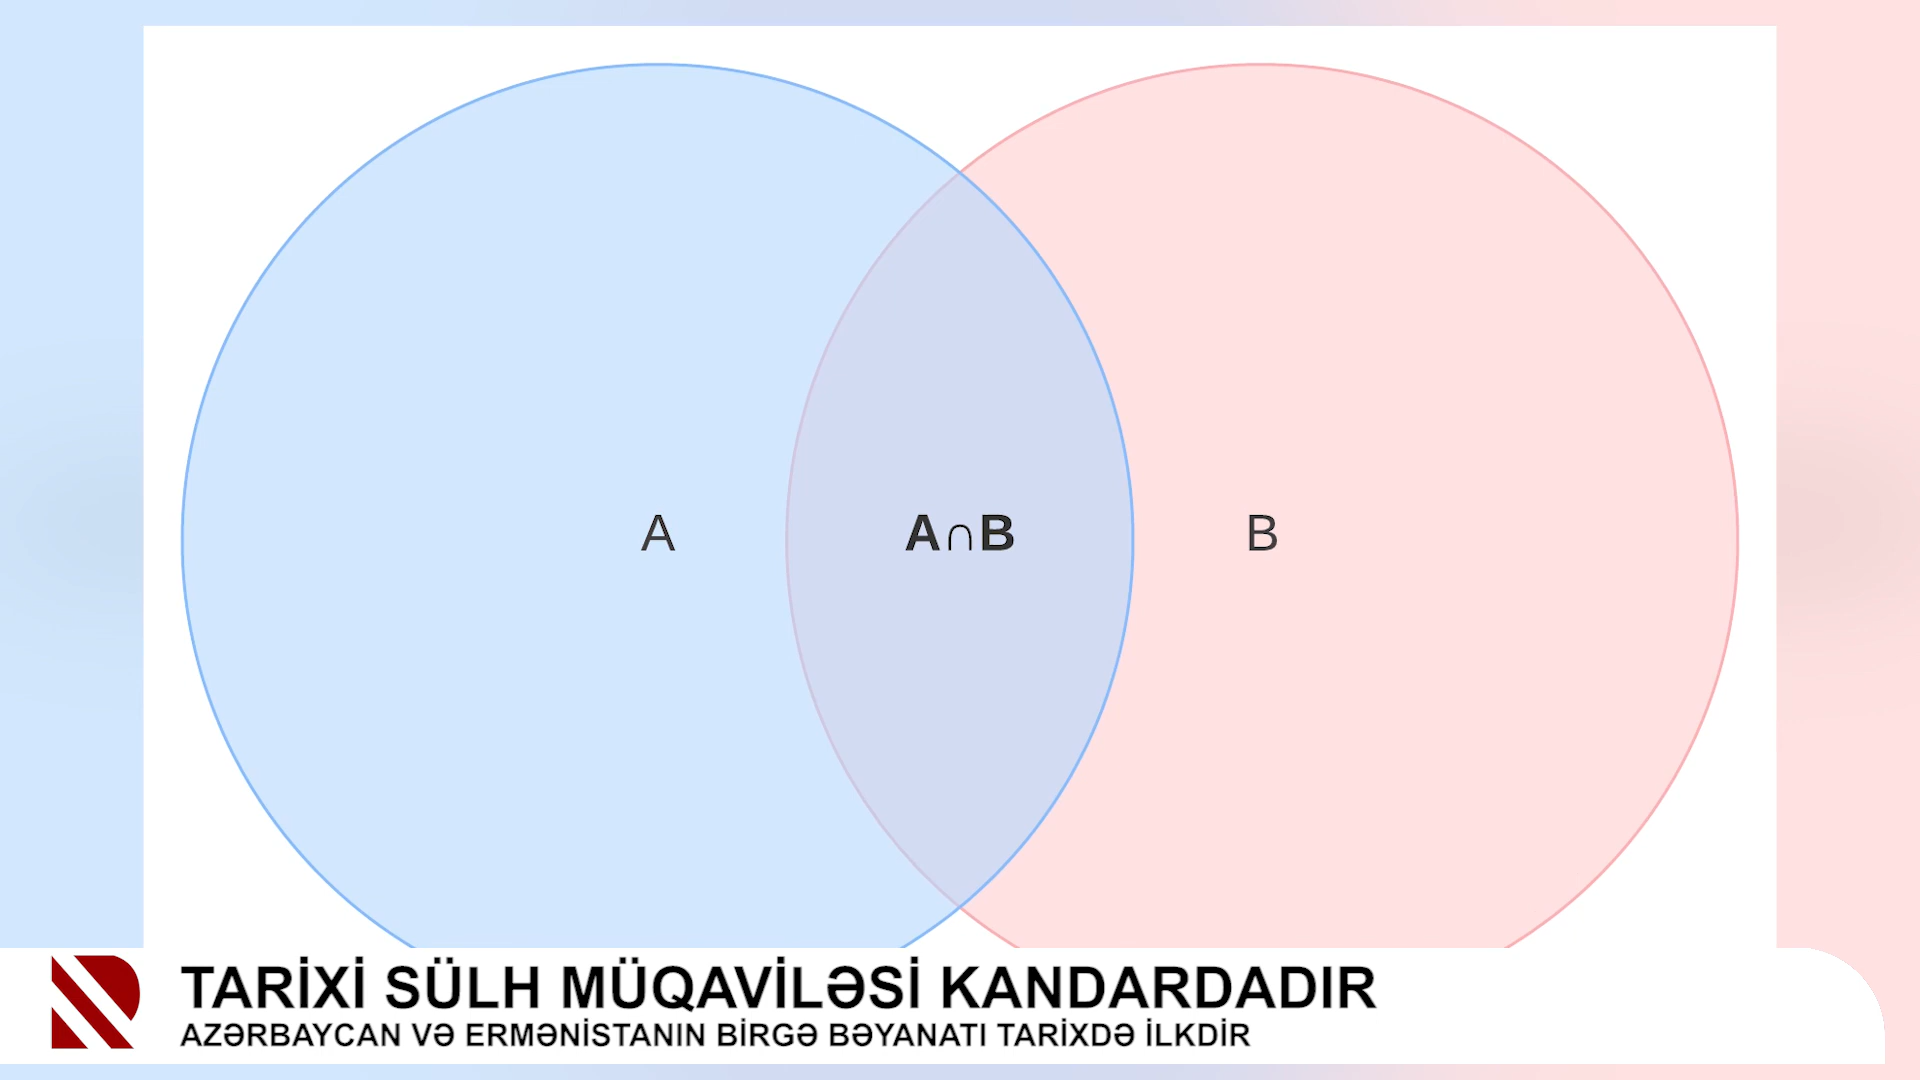 A A∩B B
TARİXİ SÜLH MÜQAVİLƏSİ KANDARDADIR
AZƏRBAYCAN VƏ ERMƏNİSTANIN BİRGƏ BƏYANATI TARİXDƏ İLKDİR